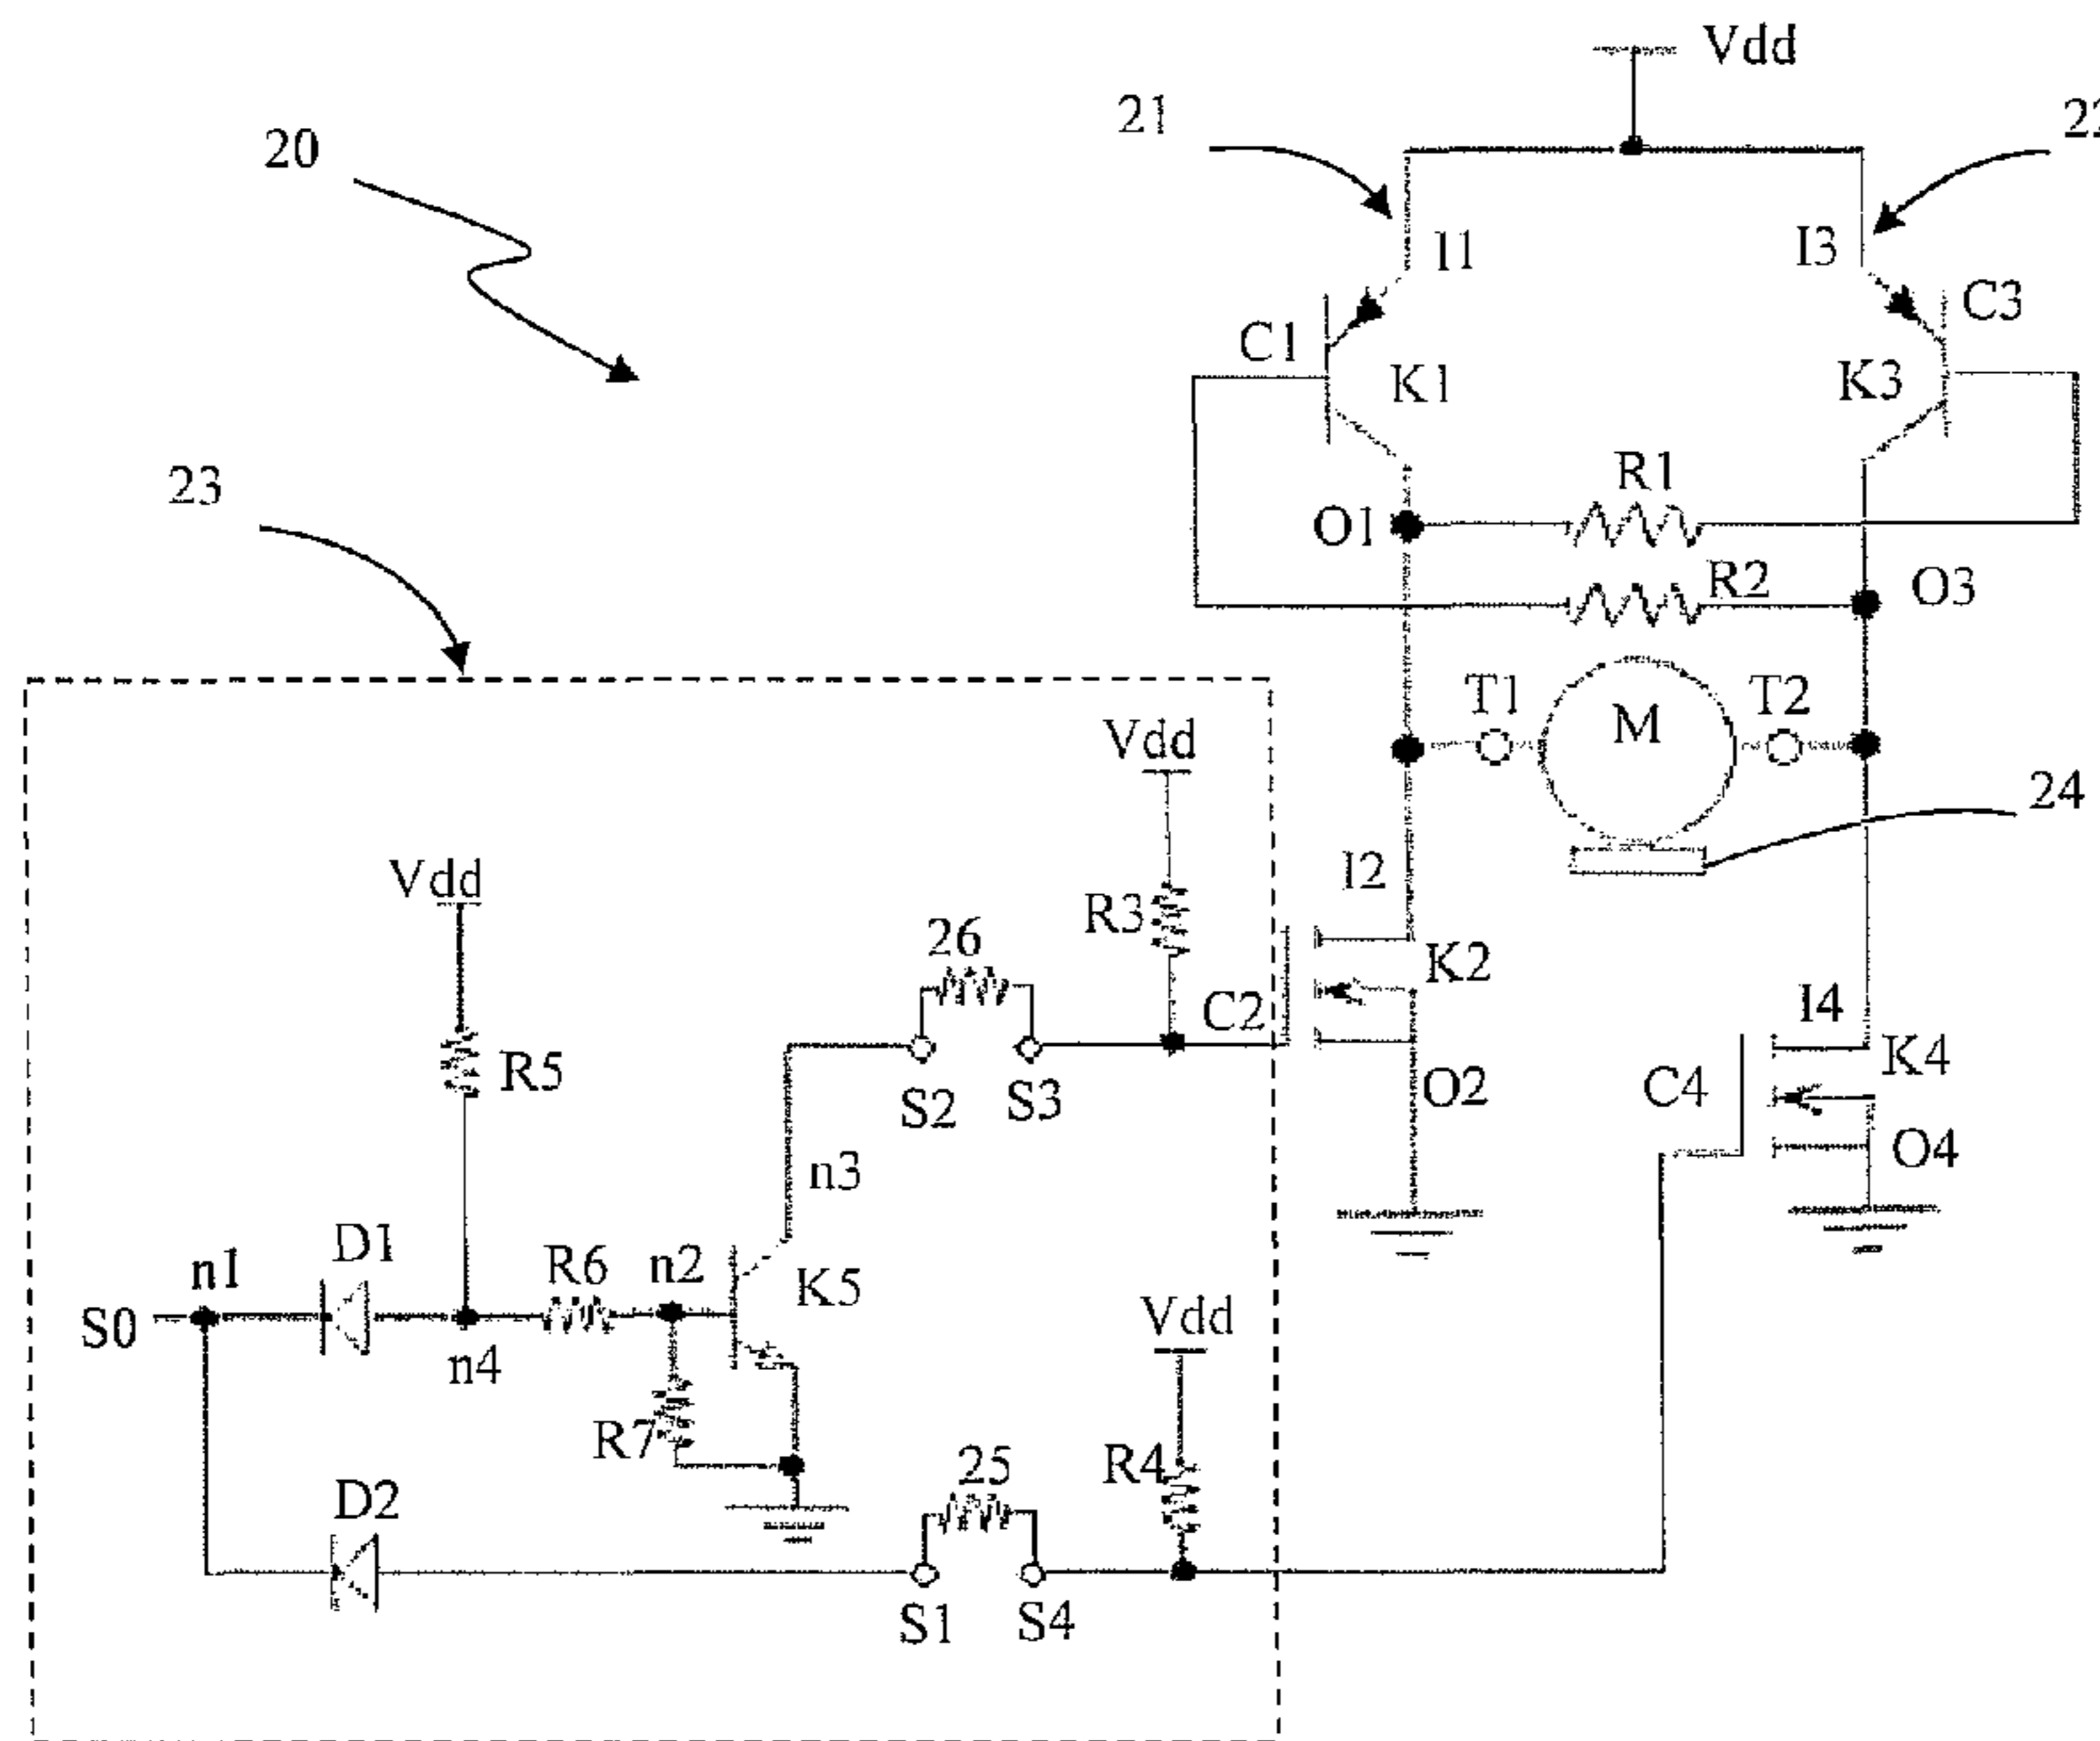 Vdd
21
22
20
I1
I3
C3
C1
K1
K3
R1
23
O1
R2
O3
T1
M
T2
Vdd
24
Vdd
I2
R3
26
K2
C2
I4
R5
K4
C4
O2
S2
S3
O4
n3
D1
n1
R6
n2
K5
S0
Vdd
n4
R7
25
R4
D2
S1
S4